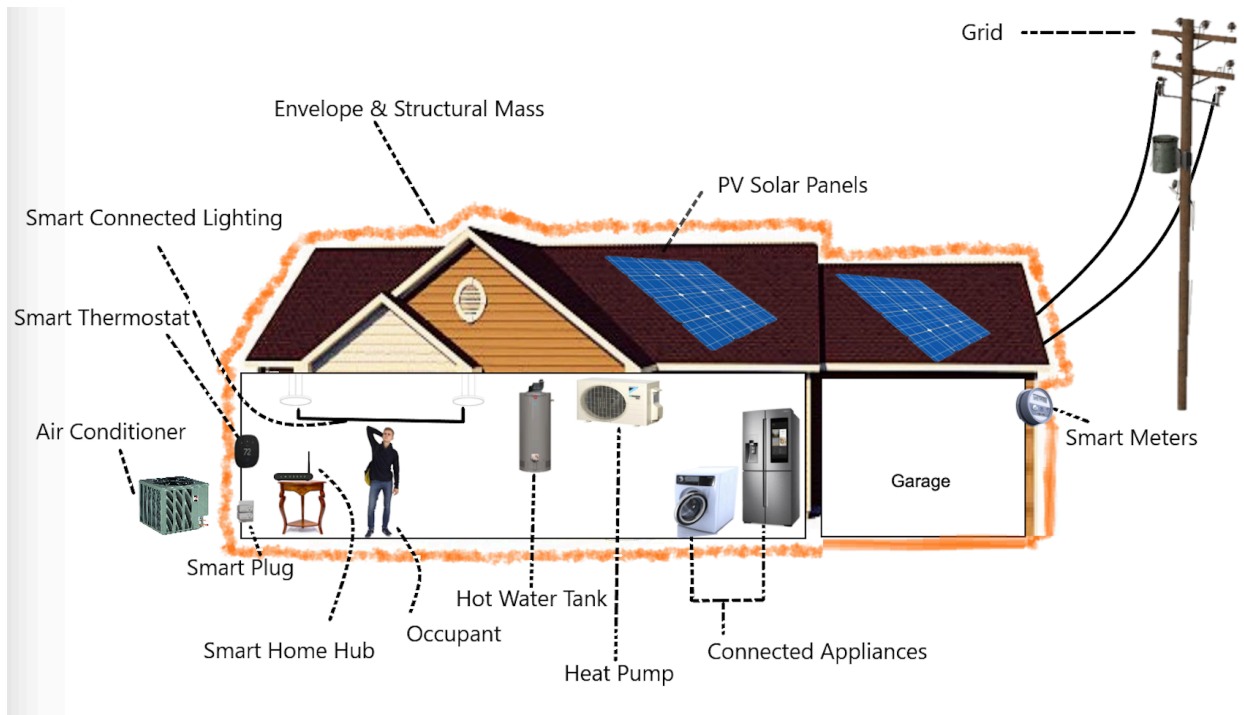 Grid
Envelope & Structural Mass
PV Solar Panels
Smart Connected Lighting
Smart Thermostat
Air Conditioner
72
Smart Meters
Garage
Smart Plug
Hot Water Tank
Occupant
Smart Home Hub
Connected Appliances
Heat Pump